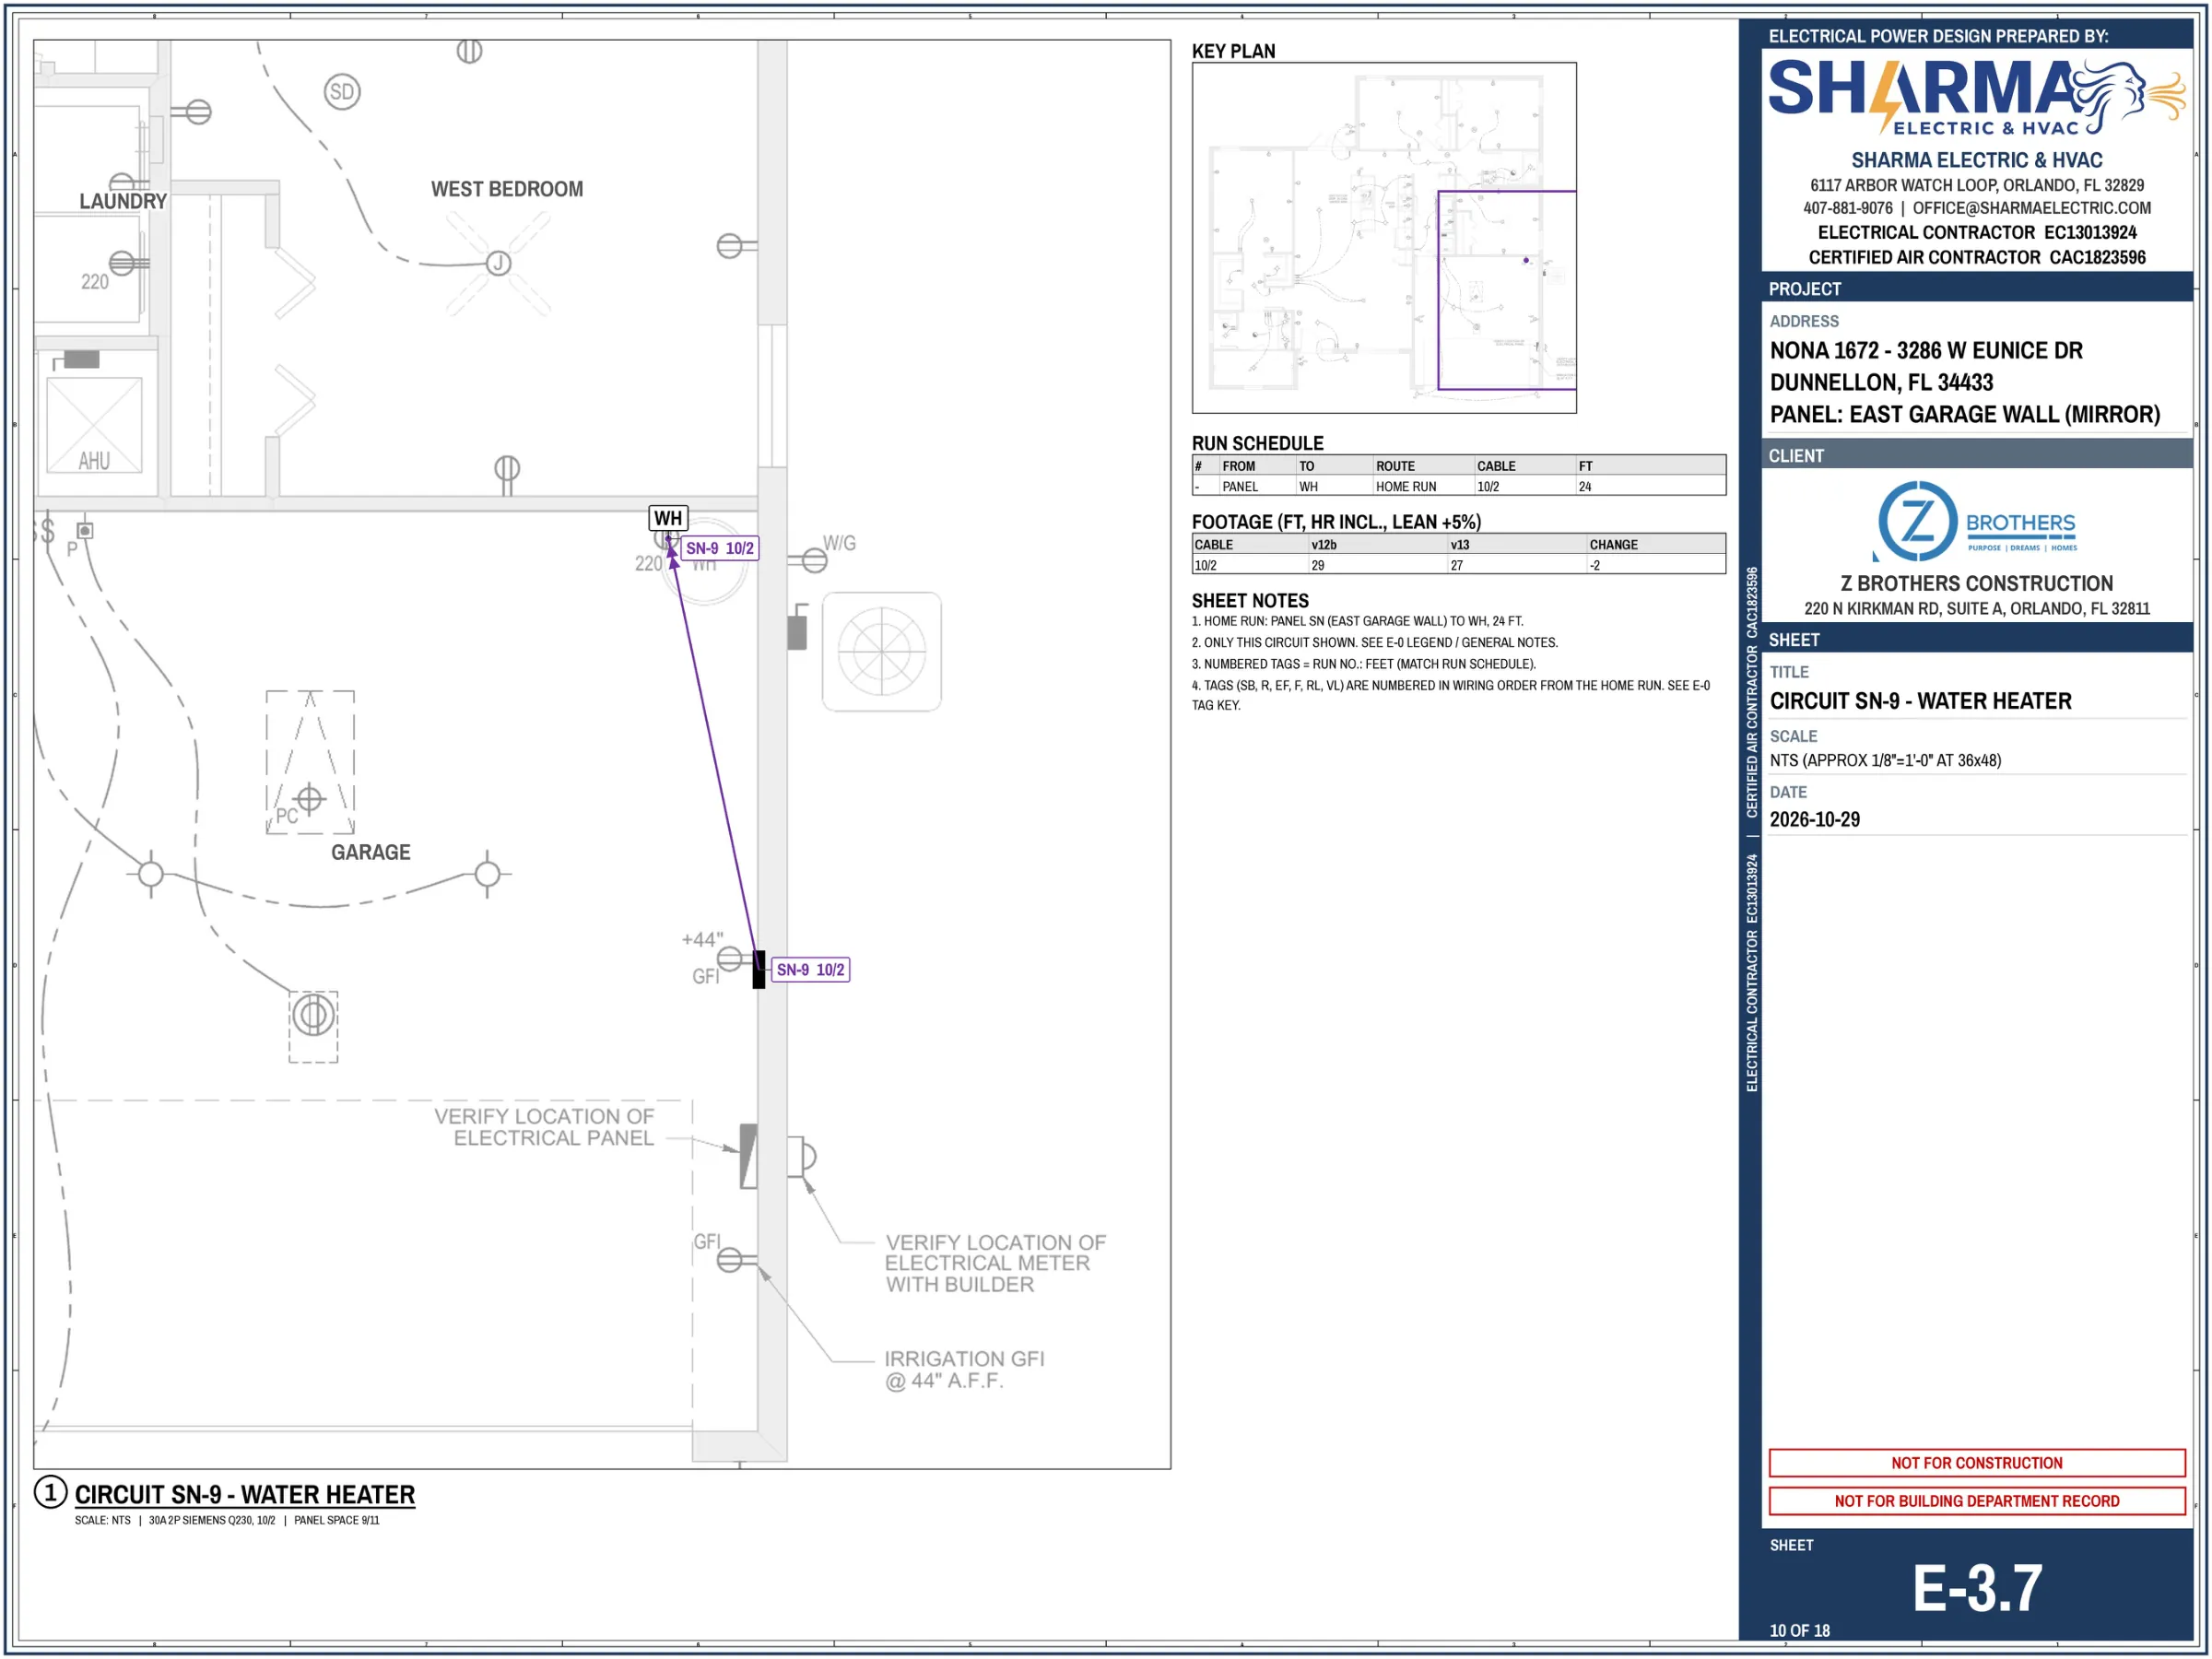 SD
LAUNDRY
WEST BEDROOM
J
220
AHU
P
WH
SN-9 10/2
220
WH
W/G
PC
GARAGE
+44"
GFI
SN-9 10/2
VERIFY LOCATION OF
ELECTRICAL PANEL
GFI
VERIFY LOCATION OF
ELECTRICAL METER
WITH BUILDER
IRRIGATION GFI
@ 44" A.F.F.
1 CIRCUIT SN-9 - WATER HEATER
SCALE: NTS | 30A 2P SIEMENS Q230, 10/2 | PANEL SPACE 9/11
KEY PLAN
RUN SCHEDULE
# FROM TO ROUTE CABLE FT
- PANEL WH HOME RUN 10/2 24
FOOTAGE (FT, HR INCL., LEAN +5%)
CABLE v12b v13 CHANGE
10/2 29 27 -2
SHEET NOTES
1. HOME RUN: PANEL SN (EAST GARAGE WALL) TO WH, 24 FT.
2. ONLY THIS CIRCUIT SHOWN. SEE E-0 LEGEND / GENERAL NOTES.
3. NUMBERED TAGS = RUN NO.: FEET (MATCH RUN SCHEDULE).
4. TAGS (SB, R, EF, F, RL, VL) ARE NUMBERED IN WIRING ORDER FROM THE HOME RUN. SEE E-0
TAG KEY.
ELECTRICAL CONTRACTOR EC13013924 | CERTIFIED AIR CONTRACTOR CAC1823596
ELECTRICAL POWER DESIGN PREPARED BY:
SHARMA
ELECTRIC & HVAC
SHARMA ELECTRIC & HVAC
6117 ARBOR WATCH LOOP, ORLANDO, FL 32829
407-881-9076 | OFFICE@SHARMAELECTRIC.COM
ELECTRICAL CONTRACTOR EC13013924
CERTIFIED AIR CONTRACTOR CAC1823596
PROJECT
ADDRESS
NONA 1672 - 3286 W EUNICE DR
DUNNELLON, FL 34433
PANEL: EAST GARAGE WALL (MIRROR)
CLIENT
Z BROTHERS
PURPOSE | DREAMS | HOMES
Z BROTHERS CONSTRUCTION
220 N KIRKMAN RD, SUITE A, ORLANDO, FL 32811
SHEET
TITLE
CIRCUIT SN-9 - WATER HEATER
SCALE
NTS (APPROX 1/8"=1'-0" AT 36x48)
DATE
2026-10-29
NOT FOR CONSTRUCTION
NOT FOR BUILDING DEPARTMENT RECORD
SHEET
E-3.7
10 OF 18